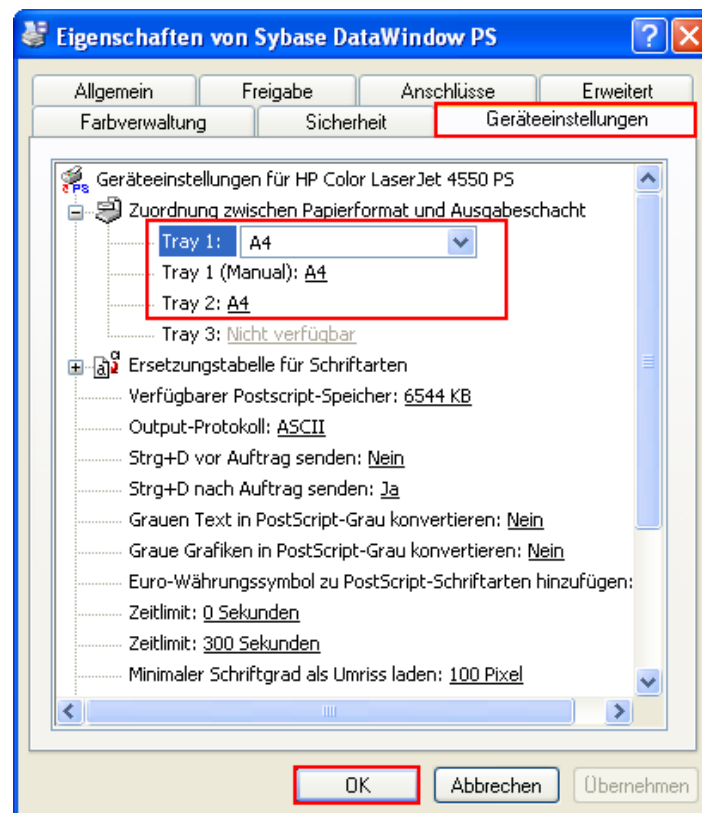 Eigenschaften von Sybase DataWindow PS
Allgemein Freigabe Anschlüsse Erweitert
Farbverwaltung Sicherheit Geräteeinstellungen
Geräteeinstellungen für HP Color LaserJet 4550 PS
Zuordnung zwischen Papierformat und Ausgabeschacht
Tray 1: A4
Tray 1 (Manual): A4
Tray 2: A4
Tray 3: Nicht verfügbar
Ersetzungstabelle für Schriftarten
Verfügbarer Postscript-Speicher: 6544 KB
Output-Protokoll: ASCII
Strg+D vor Auftrag senden: Nein
Strg+D nach Auftrag senden: Ja
Grauen Text in PostScript-Grau konvertieren: Nein
Graue Grafiken in PostScript-Grau konvertieren: Nein
Euro-Währungssymbol zu PostScript-Schriftarten hinzufügen:
Zeitlimit: 0 Sekunden
Zeitlimit: 300 Sekunden
Minimaler Schriftgrad als Umriss laden: 100 Pixel
OK Abbrechen Übernehmen